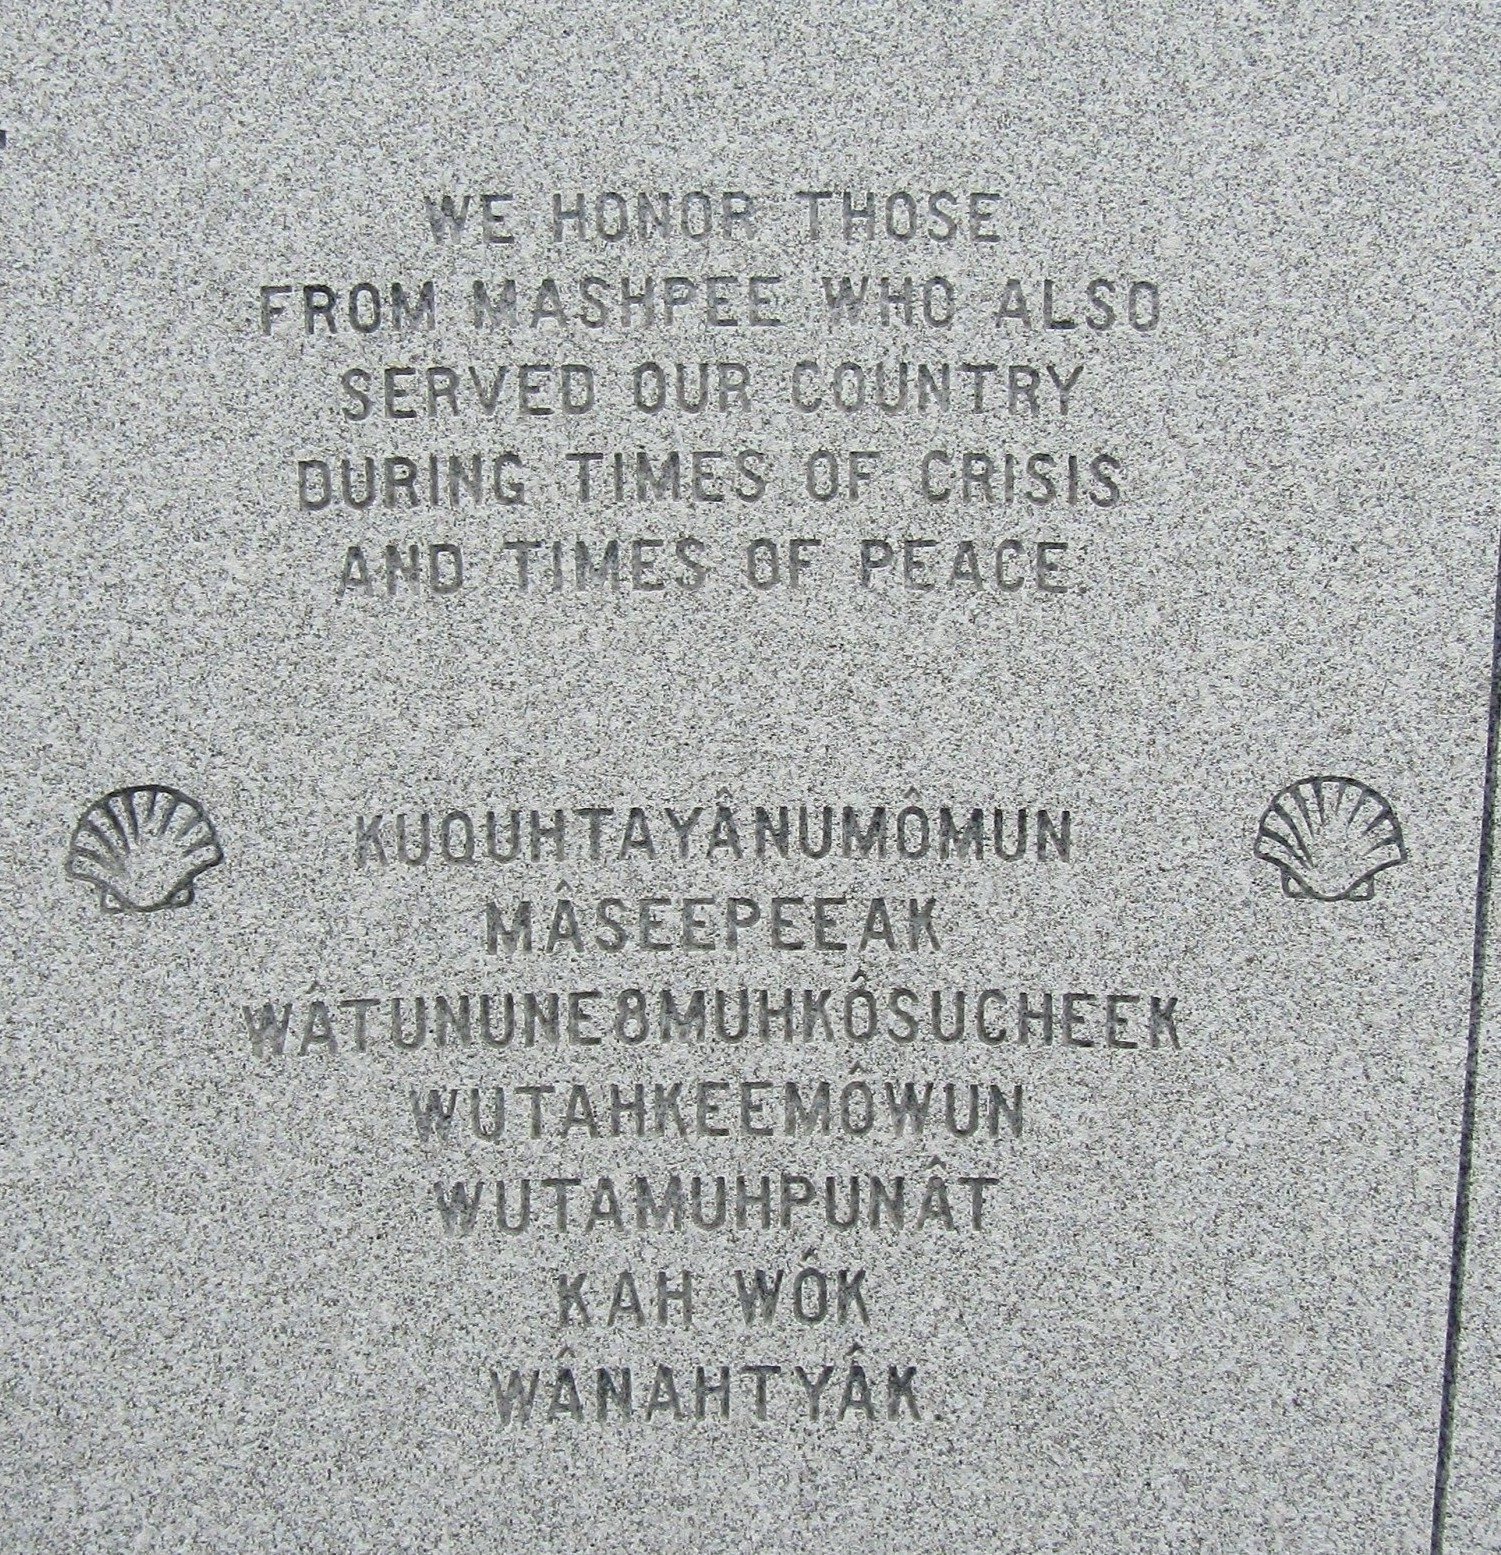 WE HONOR THOSE
FROM MASHPEE WHO ALSO
SERVED OUR COUNTRY
DURING TIMES OF CRISIS
AND TIMES OF PEACE
KUQUHTAYÂNUMÔMUN
MÂSEEPEEAK
WÁTUNUNE8MUHKÔSUCHEEK
WUTAHKEEMÔWUN
WUTAMUHPUNÂT
KAH WÓK
WÂNAHTYÁK